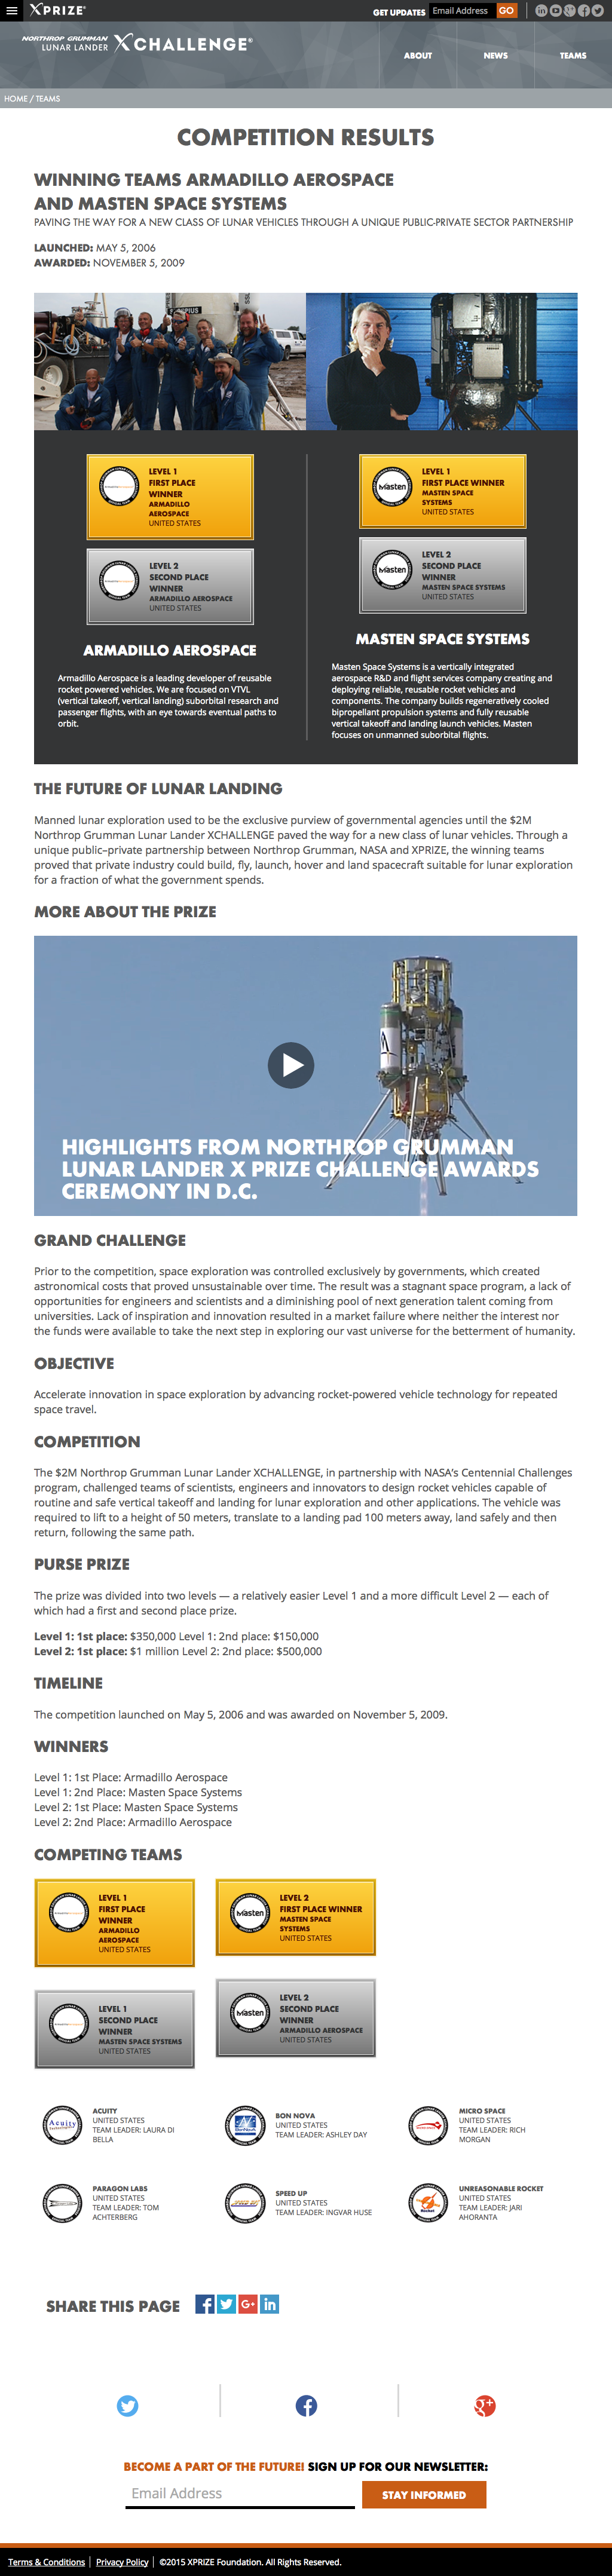 XPRIZE®
GET UPDATES Email Address GO
NORTHROP GRUMMAN
LUNAR LANDER XCHALLENGE®
ABOUT NEWS TEAMS
HOME / TEAMS
COMPETITION RESULTS
WINNING TEAMS ARMADILLO AEROSPACE
AND MASTEN SPACE SYSTEMS
PAVING THE WAY FOR A NEW CLASS OF LUNAR VEHICLES THROUGH A UNIQUE PUBLIC-PRIVATE SECTOR PARTNERSHIP
LAUNCHED: MAY 5, 2006
AWARDED: NOVEMBER 5, 2009
LEVEL 1
FIRST PLACE
WINNER
ARMADILLO
AEROSPACE
UNITED STATES
LEVEL 2
SECOND PLACE
WINNER
ARMADILLO AEROSPACE
UNITED STATES
ARMADILLO AEROSPACE
Armadillo Aerospace is a leading developer of reusable
rocket powered vehicles. We are focused on VTVL
(vertical takeoff, vertical landing) suborbital research and
passenger flights, with an eye towards eventual paths to
orbit.
Masten
LEVEL 1
FIRST PLACE WINNER
MASTEN SPACE
SYSTEMS
UNITED STATES
Masten
LEVEL 2
SECOND PLACE
WINNER
MASTEN SPACE SYSTEMS
UNITED STATES
MASTEN SPACE SYSTEMS
Masten Space Systems is a vertically integrated
aerospace R&D and flight services company creating and
deploying reliable, reusable rocket vehicles and
components. The company builds regeneratively cooled
bipropellant propulsion systems and fully reusable
vertical takeoff and landing launch vehicles. Masten
focuses on unmanned suborbital flights.
THE FUTURE OF LUNAR LANDING
Manned lunar exploration used to be the exclusive purview of governmental agencies until the $2M
Northrop Grumman Lunar Lander XCHALLENGE paved the way for a new class of lunar vehicles. Through a
unique public–private partnership between Northrop Grumman, NASA and XPRIZE, the winning teams
proved that private industry could build, fly, launch, hover and land spacecraft suitable for lunar exploration
for a fraction of what the government spends.
MORE ABOUT THE PRIZE
HIGHLIGHTS FROM NORTHROP GRUMMAN
LUNAR LANDER X PRIZE CHALLENGE AWARDS
CEREMONY IN D.C.
GRAND CHALLENGE
Prior to the competition, space exploration was controlled exclusively by governments, which created
astronomical costs that proved unsustainable over time. The result was a stagnant space program, a lack of
opportunities for engineers and scientists and a diminishing pool of next generation talent coming from
universities. Lack of inspiration and innovation resulted in a market failure where neither the interest nor
the funds were available to take the next step in exploring our vast universe for the betterment of humanity.
OBJECTIVE
Accelerate innovation in space exploration by advancing rocket-powered vehicle technology for repeated
space travel.
COMPETITION
The $2M Northrop Grumman Lunar Lander XCHALLENGE, in partnership with NASA's Centennial Challenges
program, challenged teams of scientists, engineers and innovators to design rocket vehicles capable of
routine and safe vertical takeoff and landing for lunar exploration and other applications. The vehicle was
required to lift to a height of 50 meters, translate to a landing pad 100 meters away, land safely and then
return, following the same path.
PURSE PRIZE
The prize was divided into two levels — a relatively easier Level 1 and a more difficult Level 2 — each of
which had a first and second place prize.
Level 1: 1st place: $350,000 Level 1: 2nd place: $150,000
Level 2: 1st place: $1 million Level 2: 2nd place: $500,000
TIMELINE
The competition launched on May 5, 2006 and was awarded on November 5, 2009.
WINNERS
Level 1: 1st Place: Armadillo Aerospace
Level 1: 2nd Place: Masten Space Systems
Level 2: 1st Place: Masten Space Systems
Level 2: 2nd Place: Armadillo Aerospace
COMPETING TEAMS
LEVEL 1
FIRST PLACE
WINNER
ARMADILLO
AEROSPACE
UNITED STATES
Masten
LEVEL 2
FIRST PLACE WINNER
MASTEN SPACE
SYSTEMS
UNITED STATES
LEVEL 1
SECOND PLACE
WINNER
MASTEN SPACE SYSTEMS
UNITED STATES
Masten
LEVEL 2
SECOND PLACE
WINNER
ARMADILLO AEROSPACE
UNITED STATES
Acuity
ACUITY
UNITED STATES
TEAM LEADER: LAURA DI
BELLA
BON NOVA
UNITED STATES
TEAM LEADER: ASHLEY DAY
MICRO SPACE
UNITED STATES
TEAM LEADER: RICH
MORGAN
PARAGON LABS
UNITED STATES
TEAM LEADER: TOM
ACHTERBERG
SPEED UP
UNITED STATES
TEAM LEADER: INGVAR HUSE
UNREASONABLE ROCKET
UNITED STATES
TEAM LEADER: JARI
AHORANTA
SHARE THIS PAGE
BECOME A PART OF THE FUTURE! SIGN UP FOR OUR NEWSLETTER:
Email Address STAY INFORMED
Terms & Conditions | Privacy Policy | ©2015 XPRIZE Foundation. All Rights Reserved.